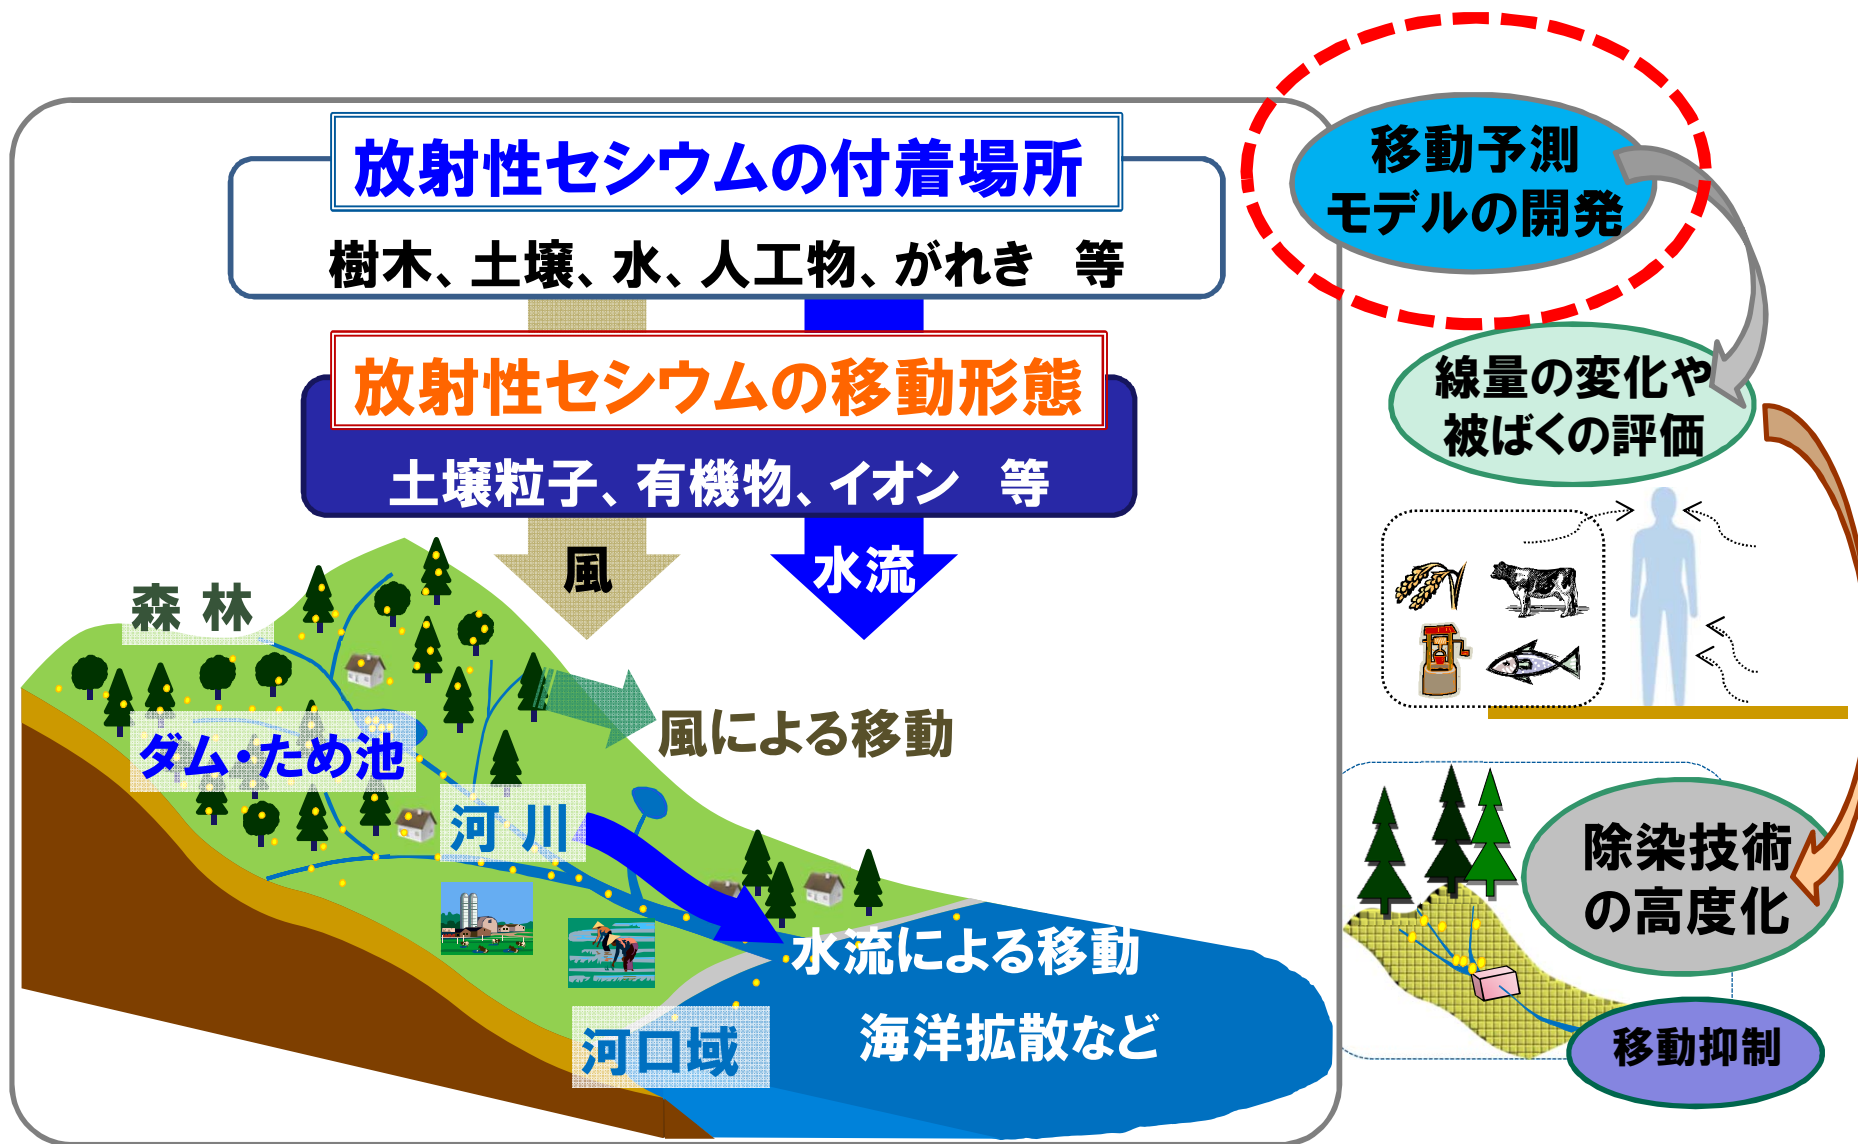 放射性セシウムの付着場所
樹木、土壌、水、人工物、がれき　等
放射性セシウムの移動形態
土壌粒子、有機物、イオン　等
風
水流
森 林
ダム・ため池
風による移動
河 川
水流による移動
海洋拡散など
河口域
移動予測
モデルの開発
線量の変化や
被ばくの評価
除染技術
の高度化
移動抑制